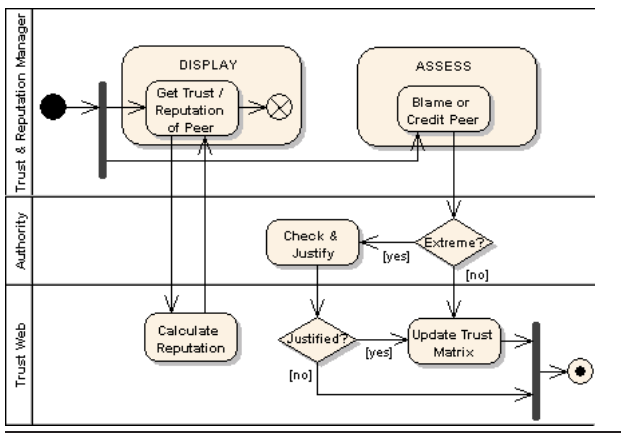 Trust & Reputation Manager
DISPLAY
Get Trust /
Reputation
of Peer
ASSESS
Blame or
Credit Peer
Authority
Check &
Justify
Extreme?
[yes]
[no]
Trust Web
Calculate
Reputation
Justified?
[yes]
[no]
Update Trust
Matrix